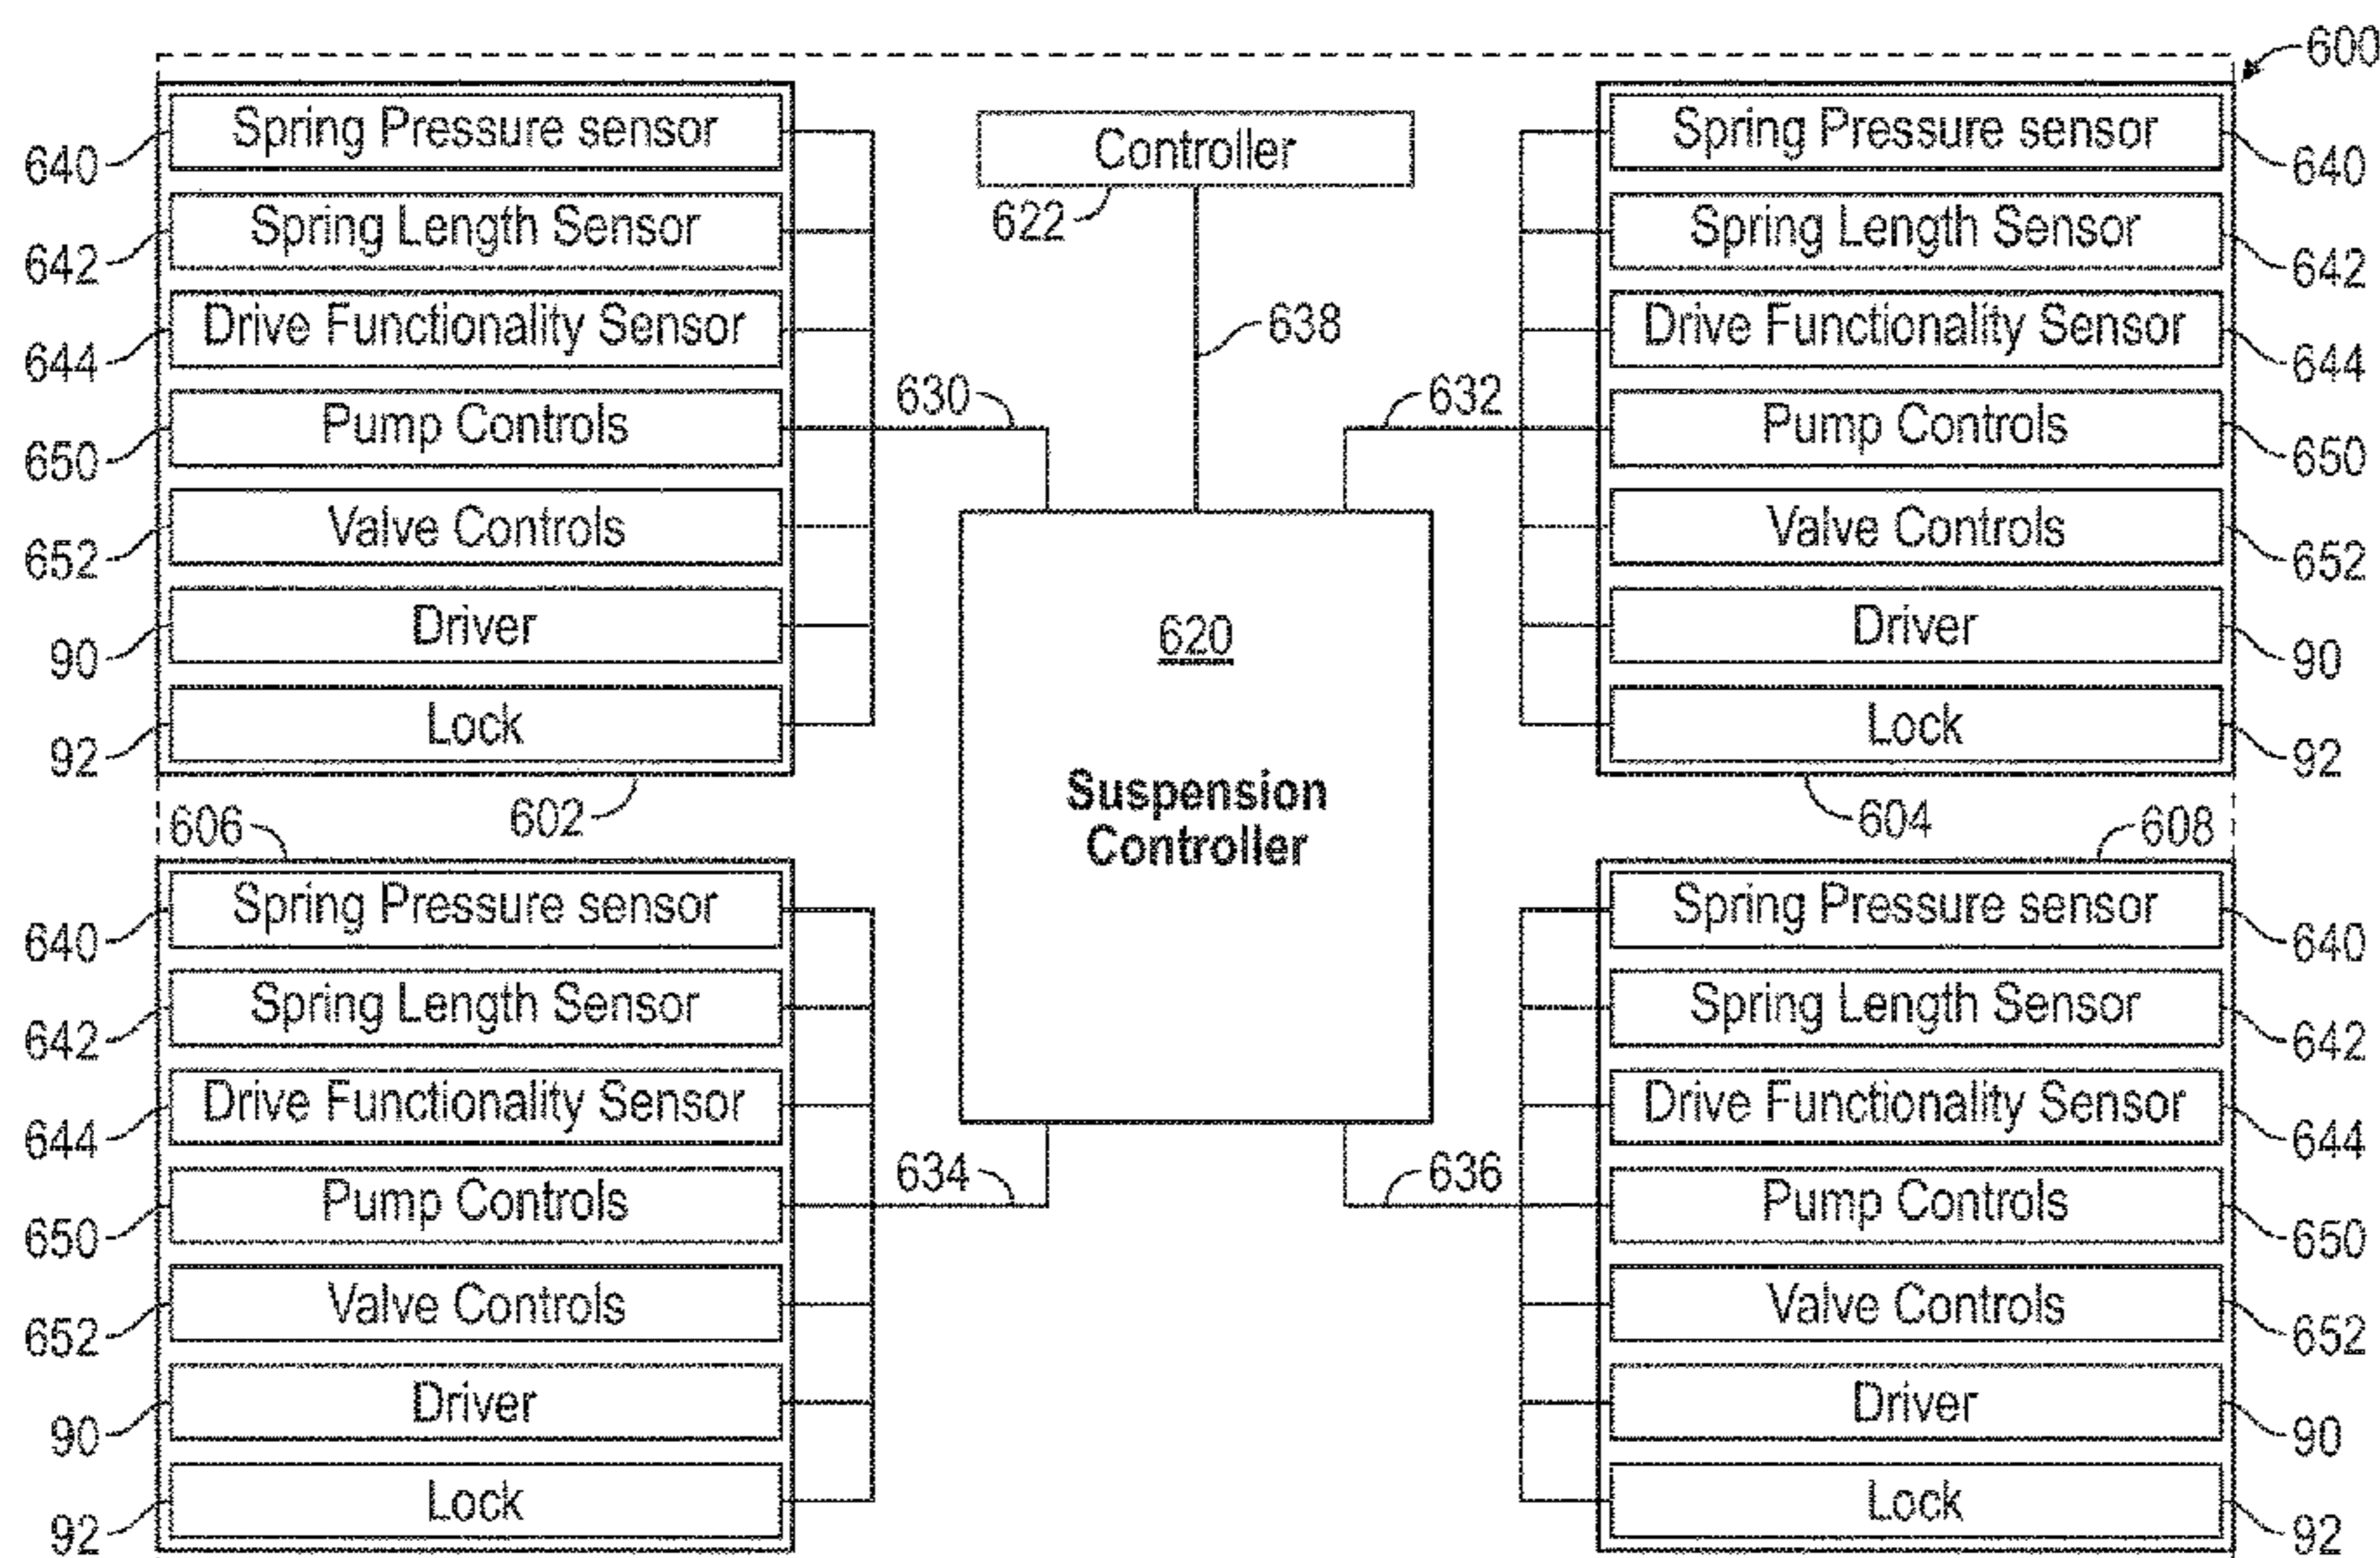 600
Spring Pressure sensor
640
Spring Length Sensor
642
Drive Functionality Sensor
644
Pump Controls
650
Valve Controls
652
Driver
90
Lock
92
602
Controller
622
638
630
632
620
Suspension
Controller
634
636
Spring Pressure sensor
640
Spring Length Sensor
642
Drive Functionality Sensor
644
Pump Controls
650
Valve Controls
652
Driver
90
Lock
92
604
606
Spring Pressure sensor
640
Spring Length Sensor
642
Drive Functionality Sensor
644
Pump Controls
650
Valve Controls
652
Driver
90
Lock
92
608
Spring Pressure sensor
640
Spring Length Sensor
642
Drive Functionality Sensor
644
Pump Controls
650
Valve Controls
652
Driver
90
Lock
92